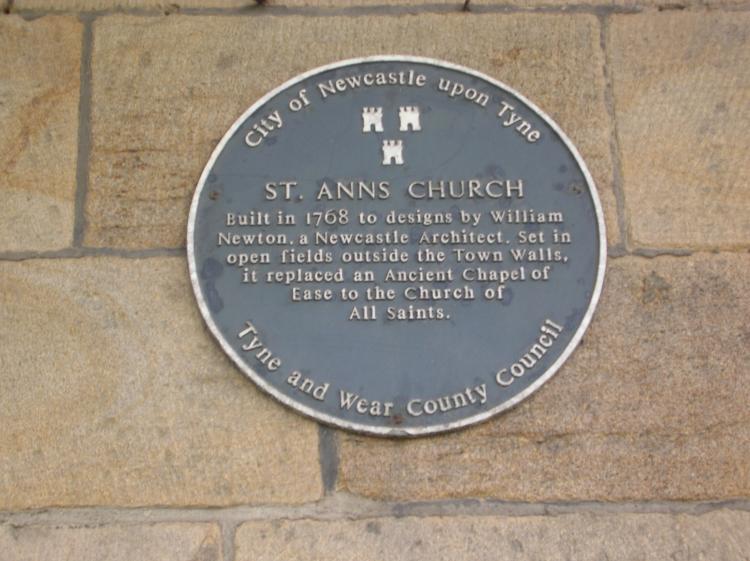 City of Newcastle upon Tyne
ST. ANNS CHURCH
Built in 1768 to designs by William
Newton, a Newcastle Architect. Set in
open fields outside the Town Walls,
it replaced an Ancient Chapel of
Ease to the Church of
All Saints.
Tyne and Wear County Council